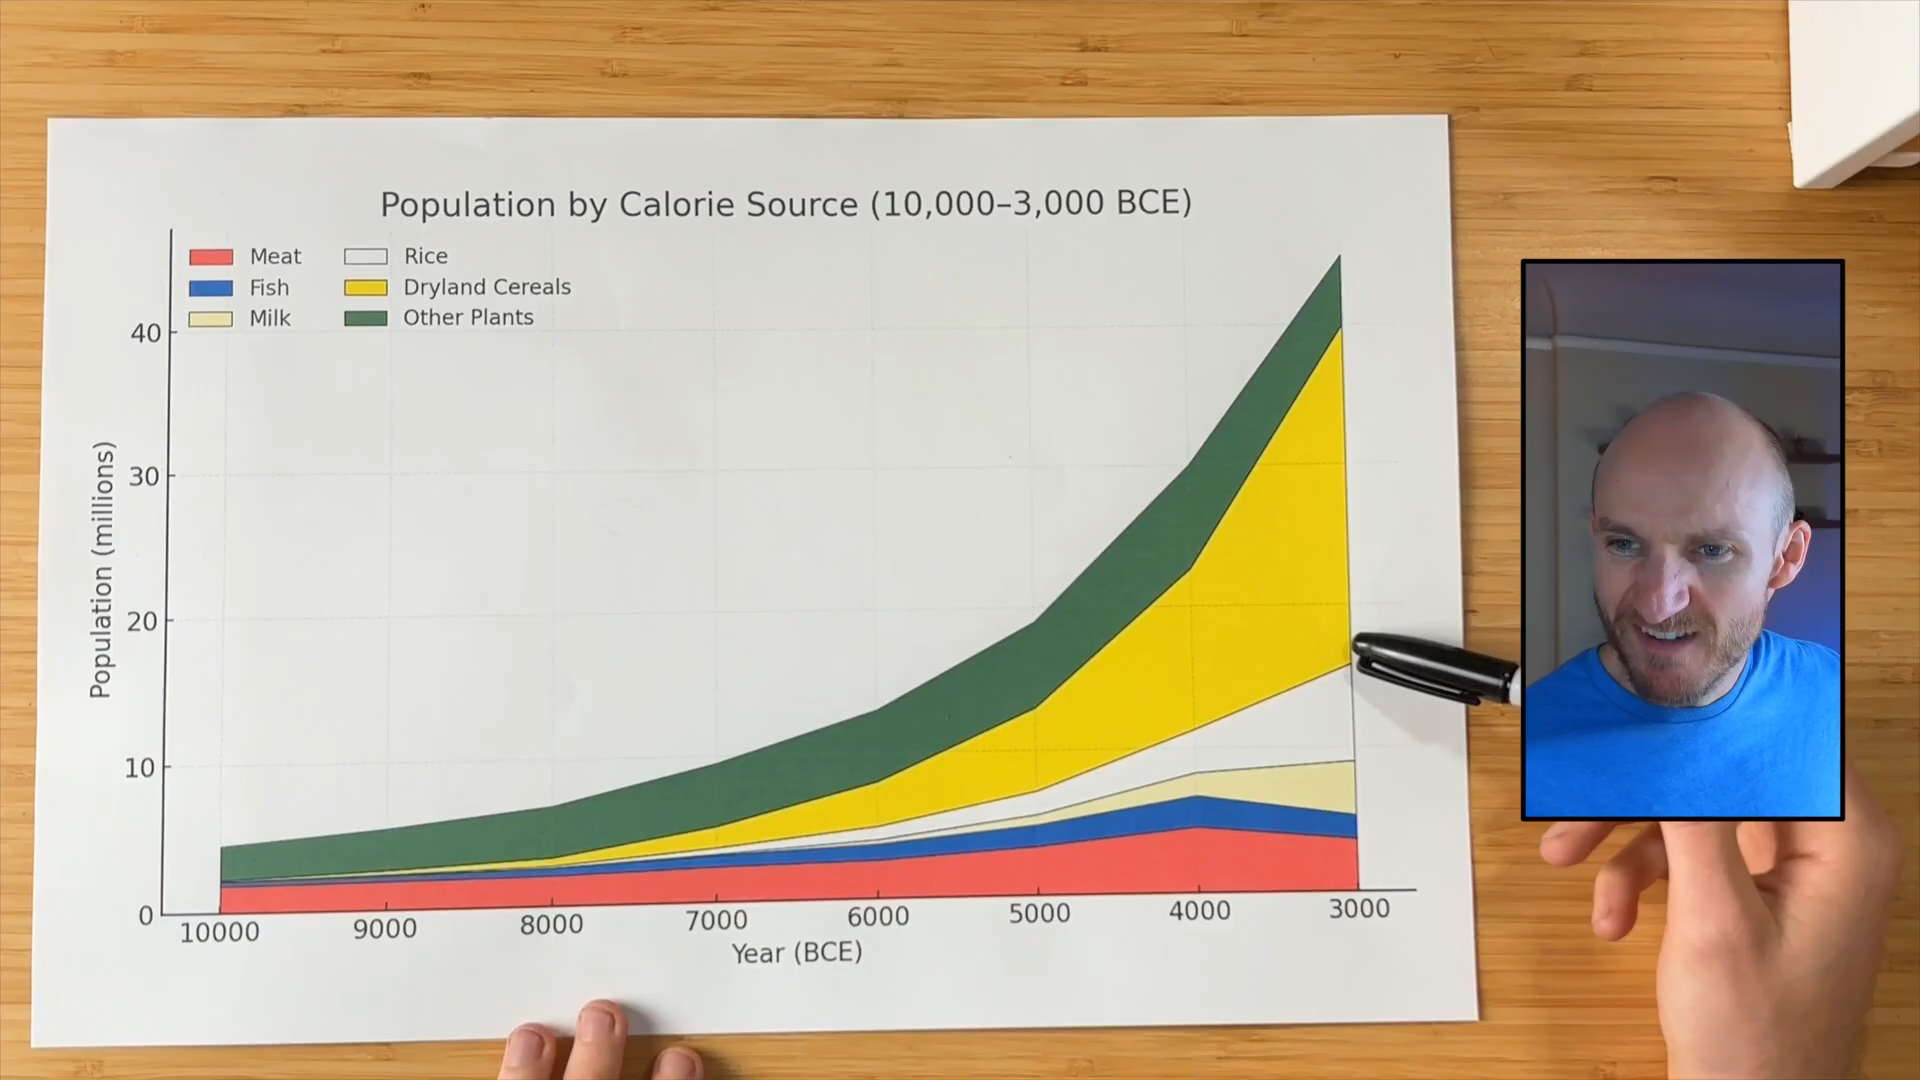 Population by Calorie Source (10,000–3,000 BCE)
Meat
Fish
Milk
Rice
Dryland Cereals
Other Plants
Population (millions)
40
30
20
10
0
10000 9000 8000 7000 6000 5000 4000 3000
Year (BCE)